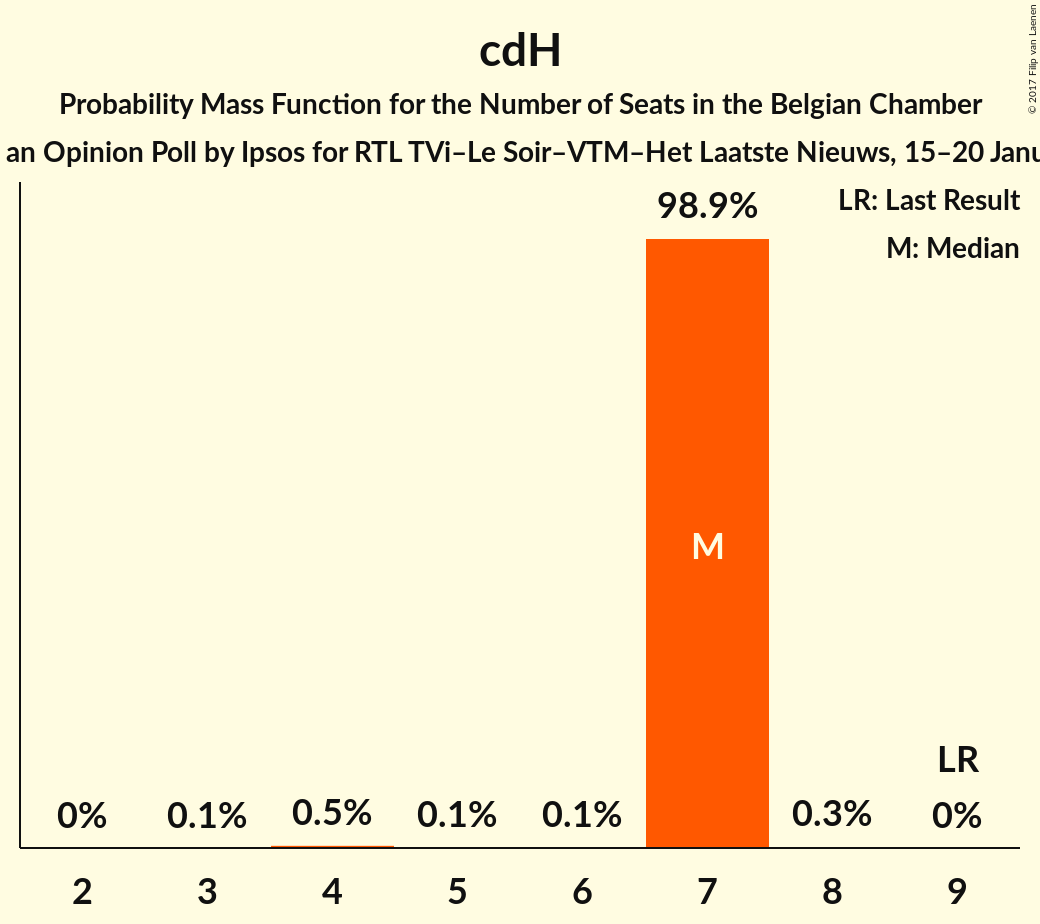 cdH
Probability Mass Function for the Number of Seats in the Belgian Chamber
an Opinion Poll by Ipsos for RTL TVi–Le Soir–VTM–Het Laatste Nieuws, 15–20 Janu
© 2017 Filip van Laenen
LR: Last Result
M: Median
98.9%
M
LR
0% 0.1% 0.5% 0.1% 0.1% 0.3% 0%
2 3 4 5 6 7 8 9